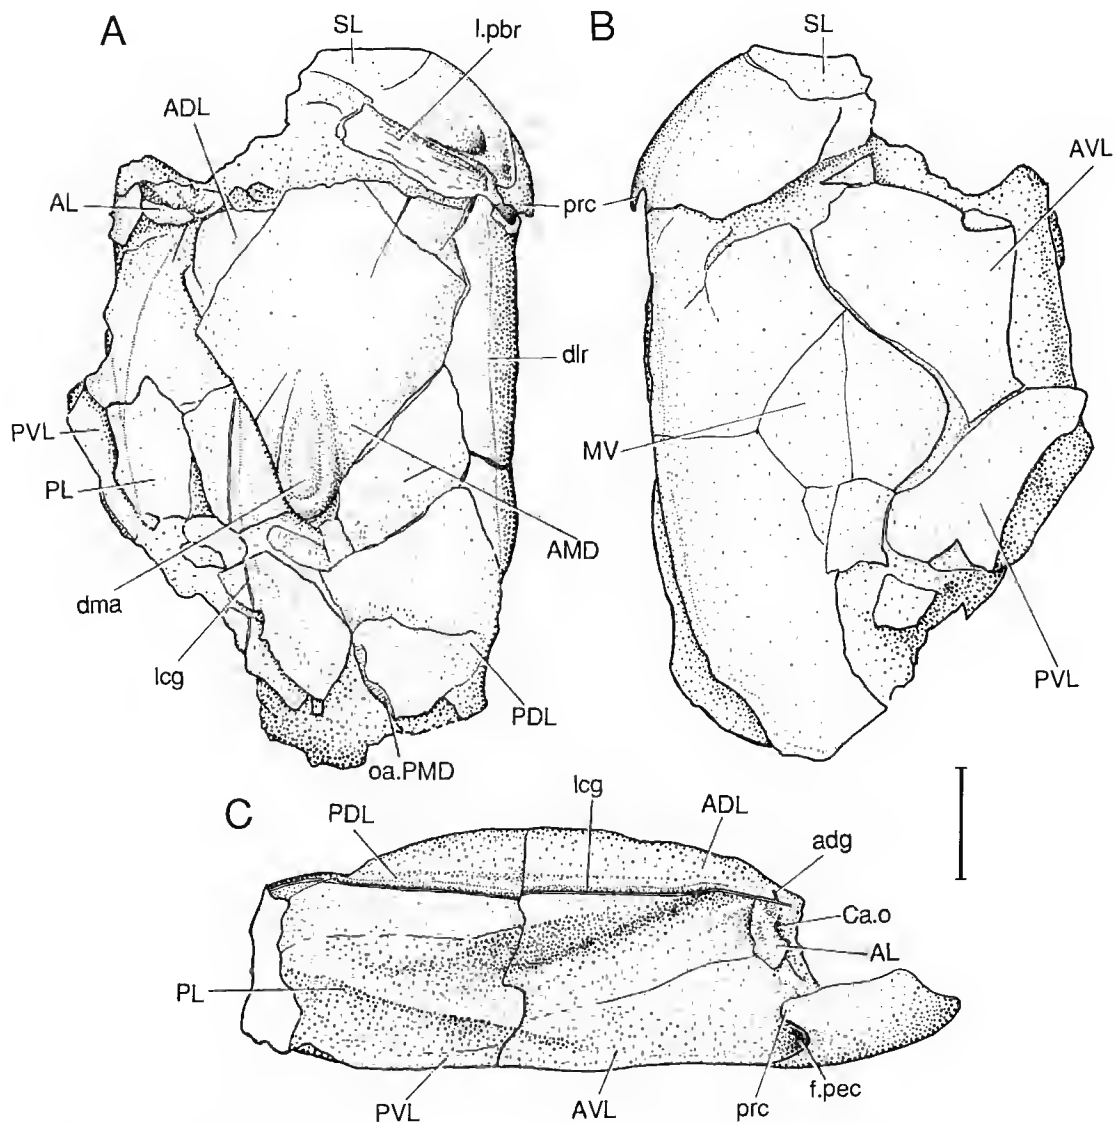 A
SL
l.pbr
B
SL
ADL
AVL
AL
prc
dlr
PVL
MV
PL
AMD
dma
lcg
PDL
PVL
oa.PMD
C
PDL
lcg
ADL
adg
Ca.o
AL
PL
f.pec
PVL
AVL
prc